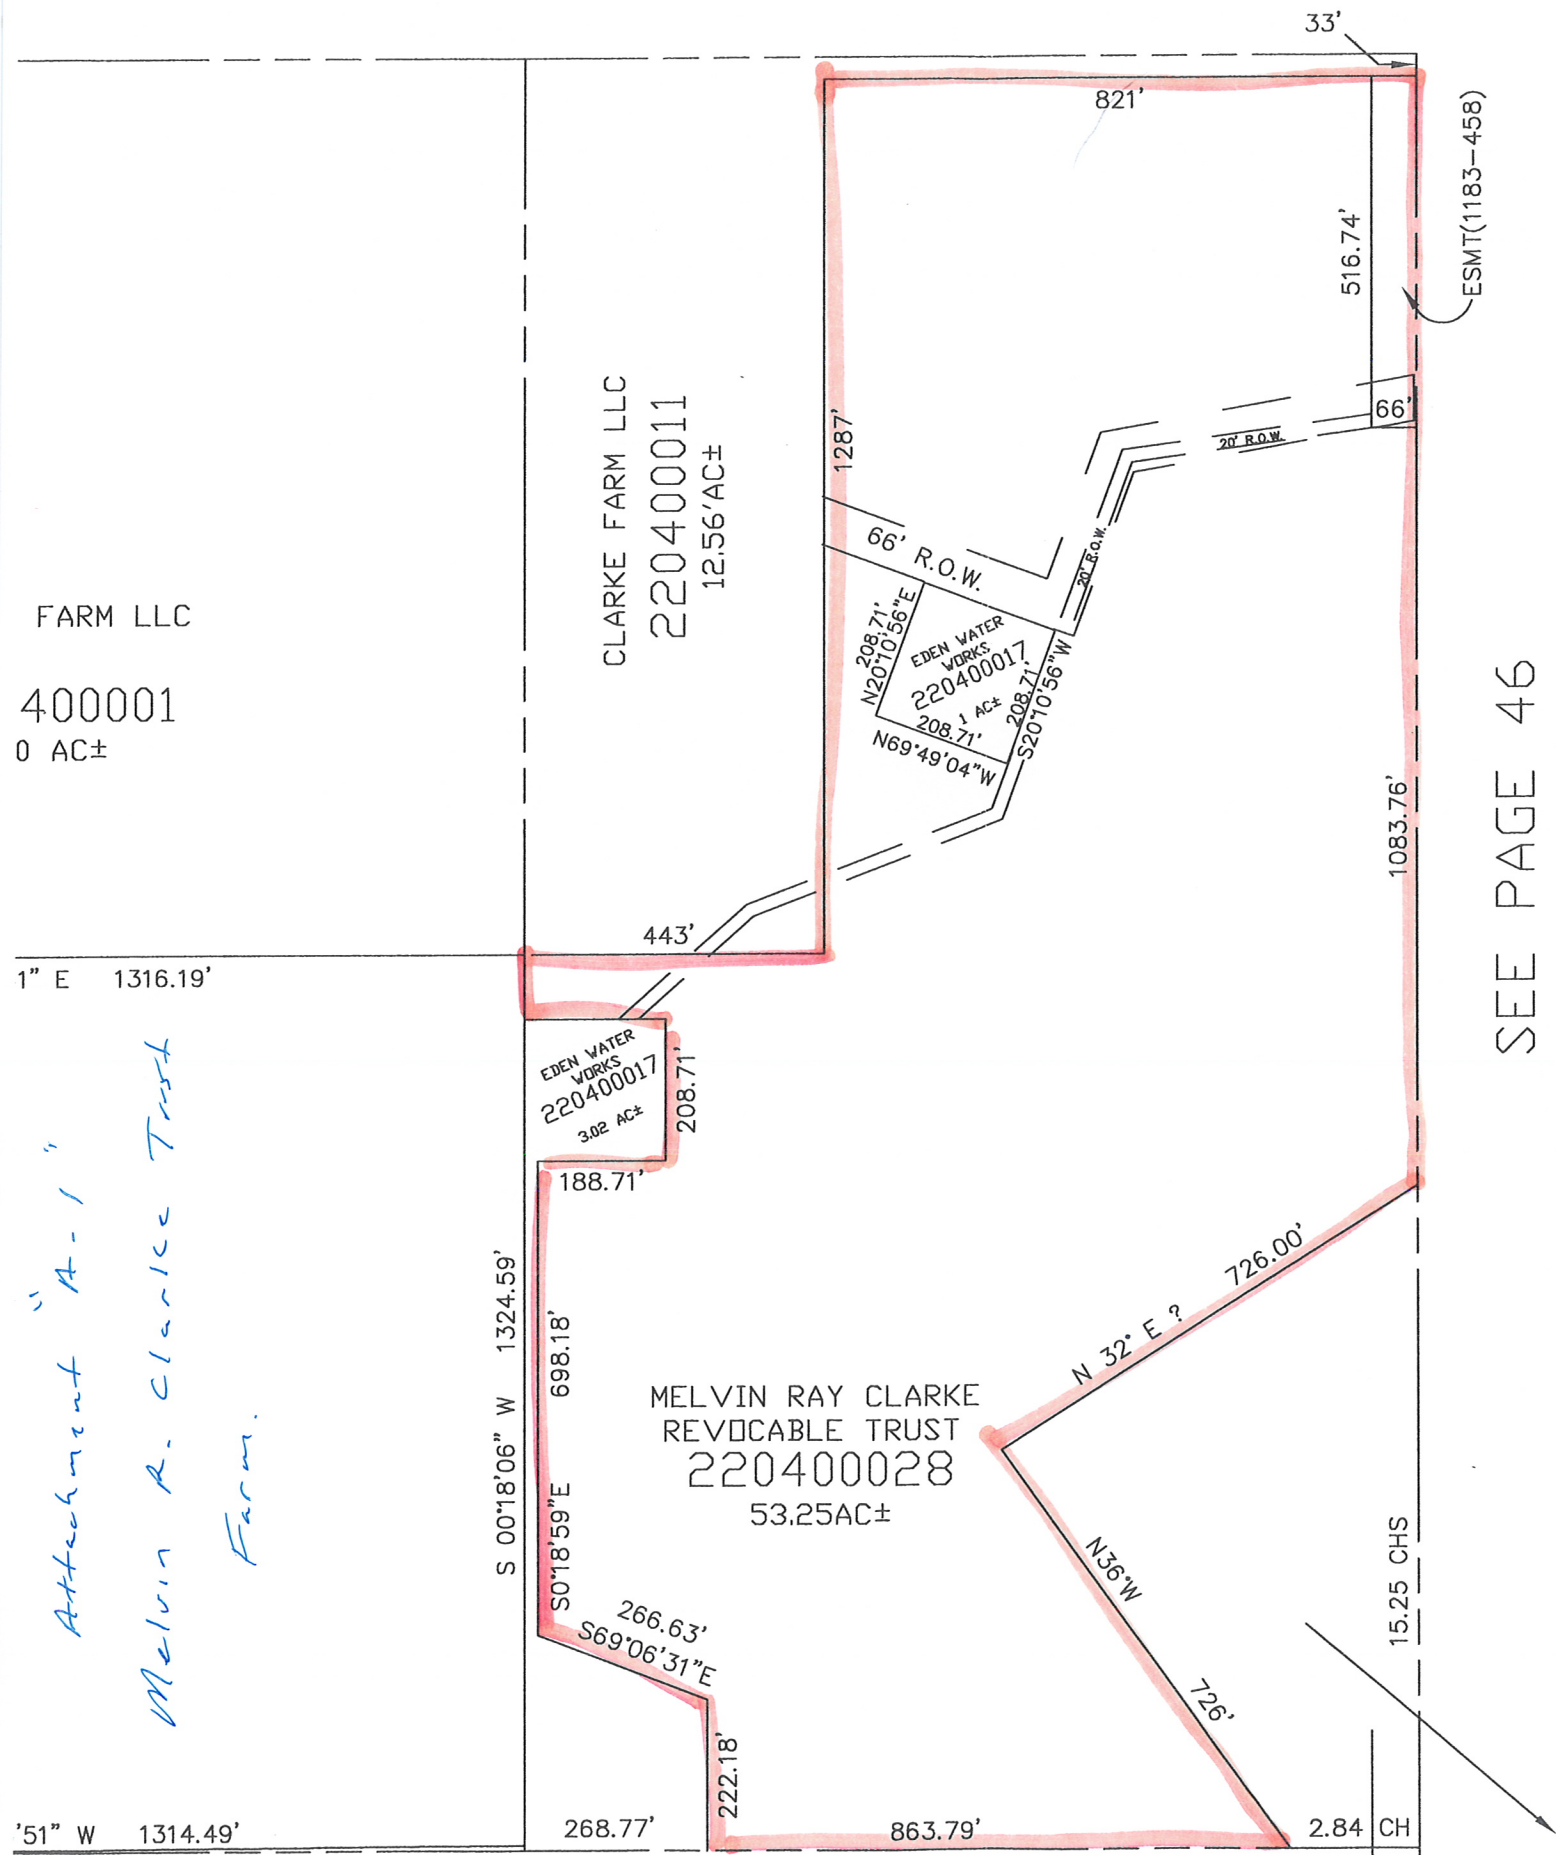 33'
821'
ESMT(1183-458)
516.74'
66'
20' R.O.W.
1287'
CLARKE FARM LLC
220400011
12.56'AC±
66' R.O.W.
20' R.O.W.
FARM LLC
400001
0 AC±
208.71'
N20°10'56"E
EDEN WATER
WORKS
220400017
1 AC±
208.71'
S20°10'56"W
208.71'
N69°49'04"W
SEE PAGE 46
1083.76'
443'
1" E 1316.19'
EDEN WATER
WORKS
220400017
3.02 AC±
208.71'
188.71'
Attachment "A-1"
Melvin R. Clarke Trust
Farm.
S 00°18'06" W 1324.59'
698.18'
S0°18'59"E
726.00'
N 32° E ?
MELVIN RAY CLARKE
REVOCABLE TRUST
220400028
53.25AC±
N36°W
726'
15.25 CHS
266.63'
S69°06'31"E
222.18'
'51" W 1314.49'
268.77'
863.79'
2.84 CH